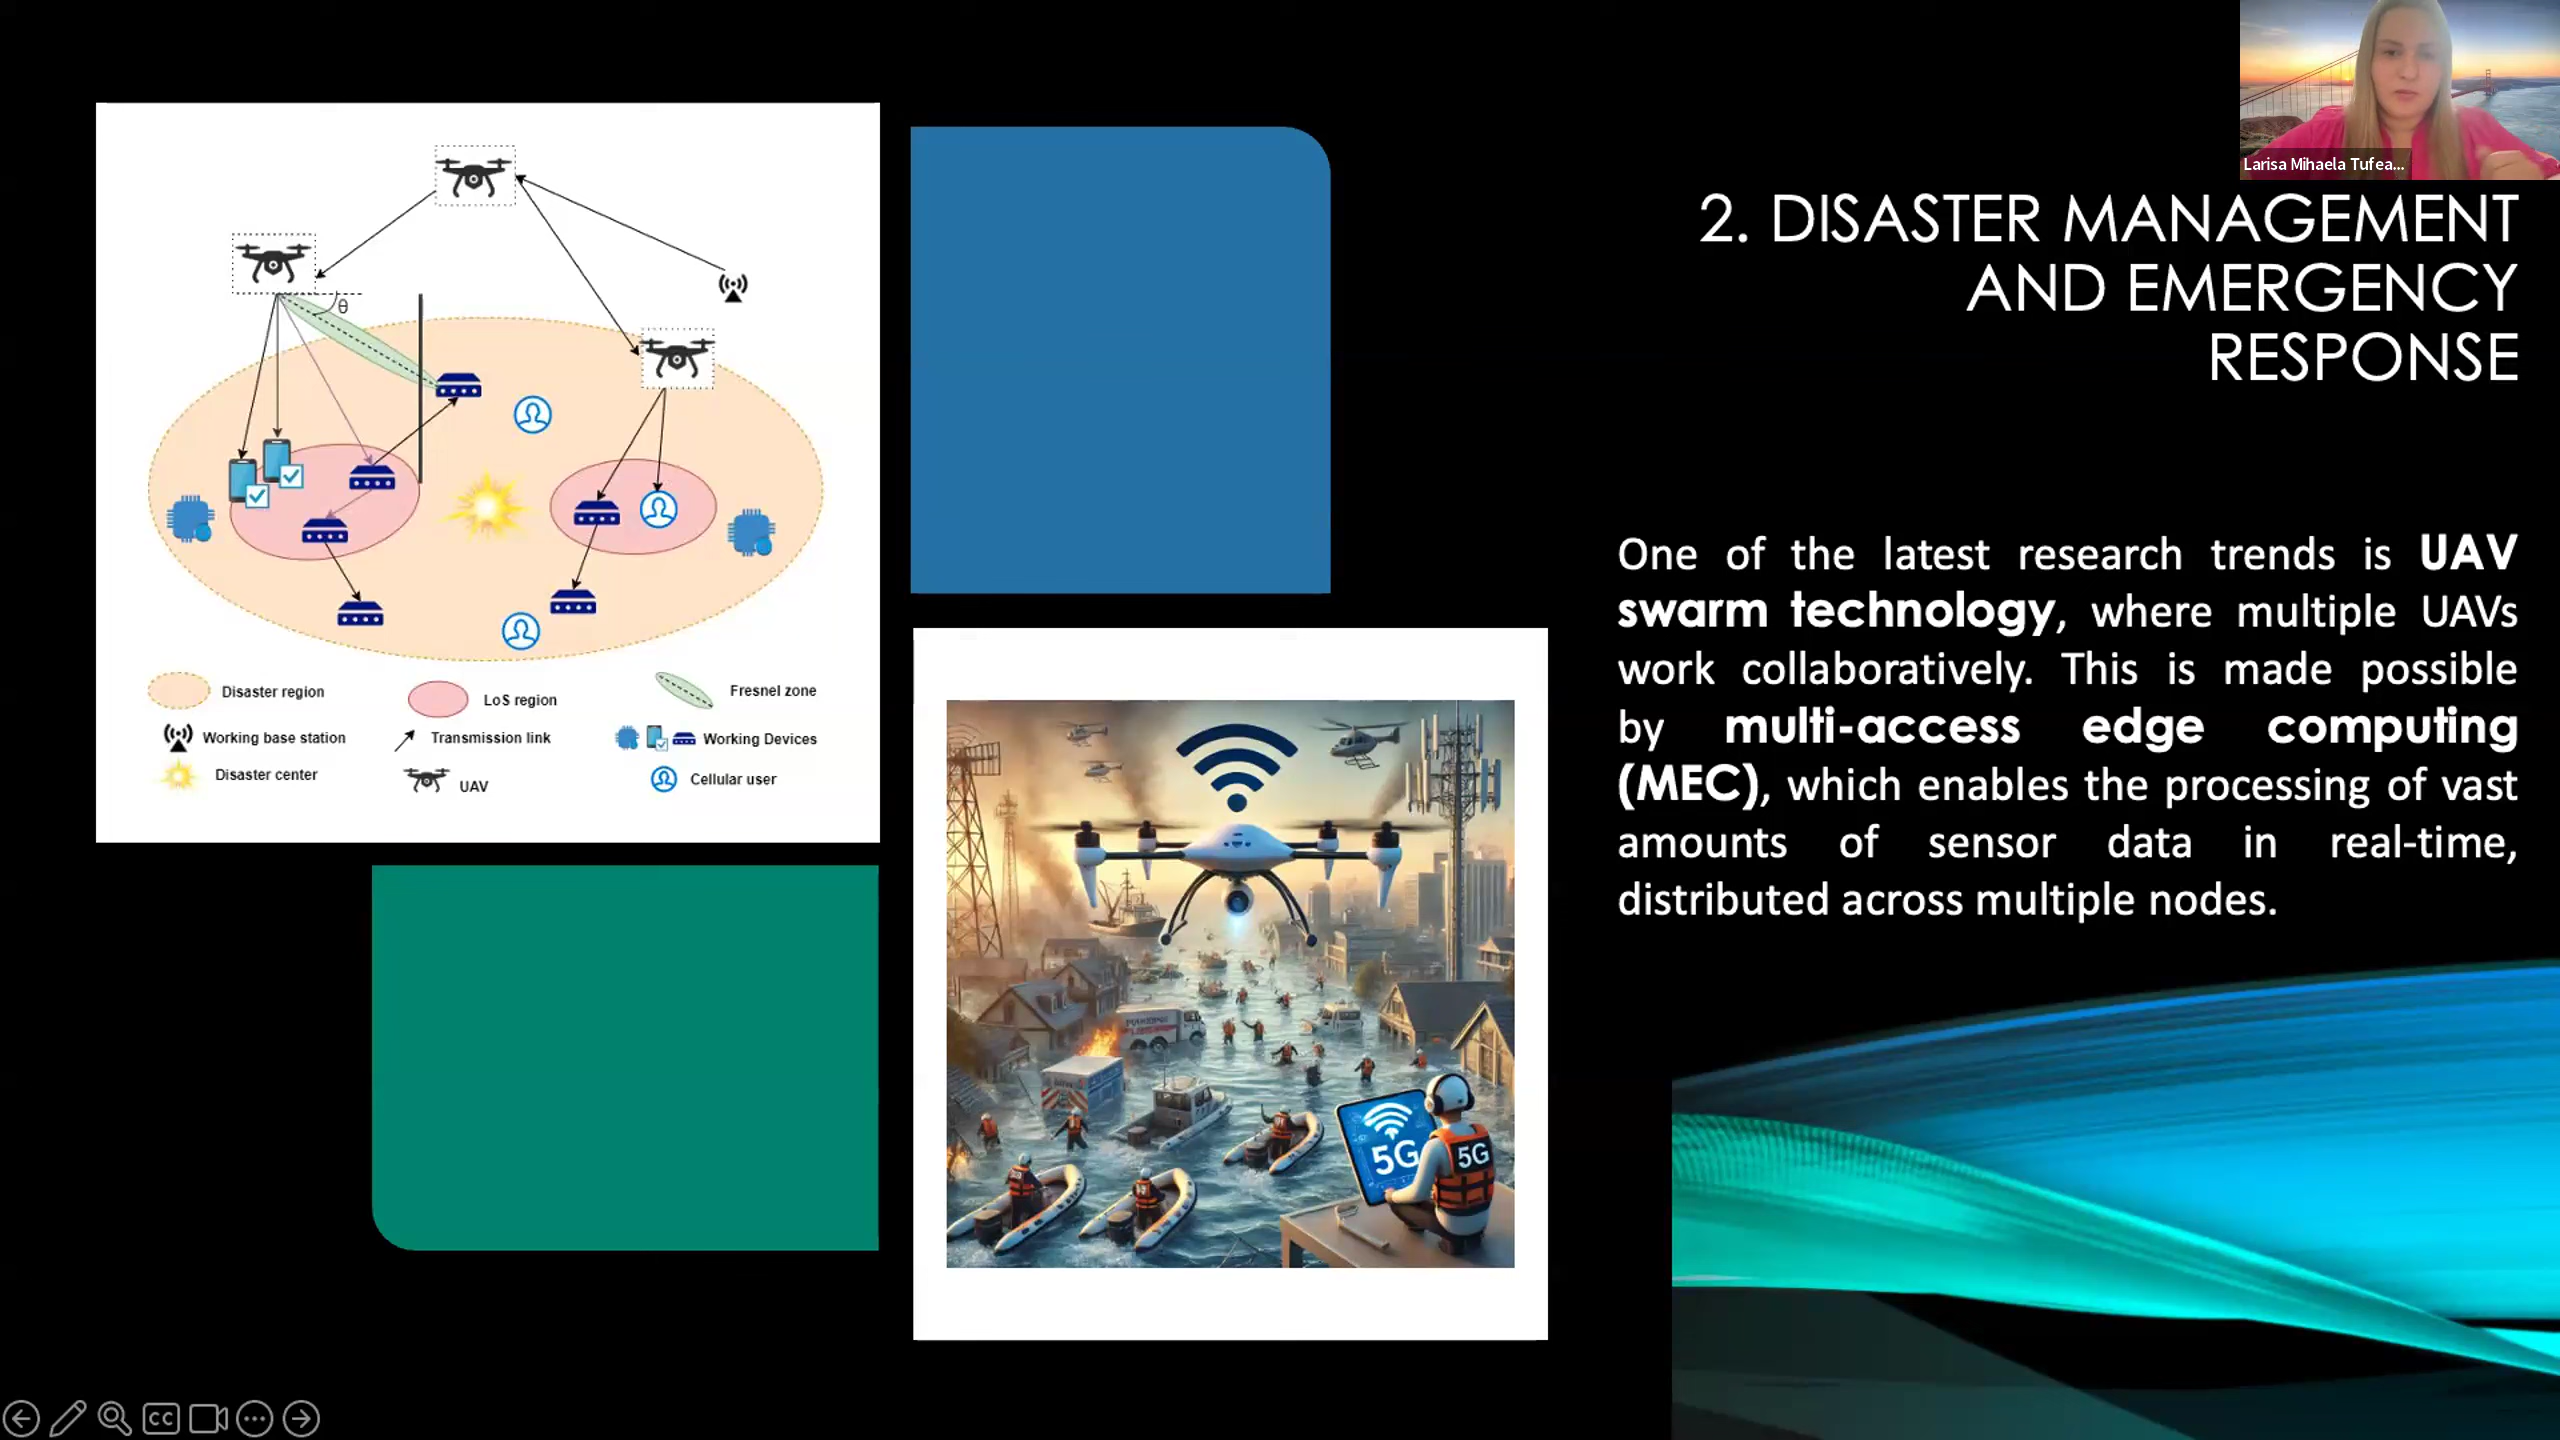 Larisa Mihaela Tufea...
2. DISASTER MANAGEMENT
AND EMERGENCY
RESPONSE
One of the latest research trends is UAV
swarm technology, where multiple UAVs
work collaboratively. This is made possible
by multi-access edge computing
(MEC), which enables the processing of vast
amounts of sensor data in real-time,
distributed across multiple nodes.
θ
Disaster region
LoS region
Fresnel zone
Working base station
Transmission link
Working Devices
Disaster center
UAV
Cellular user
5G
5G
CC